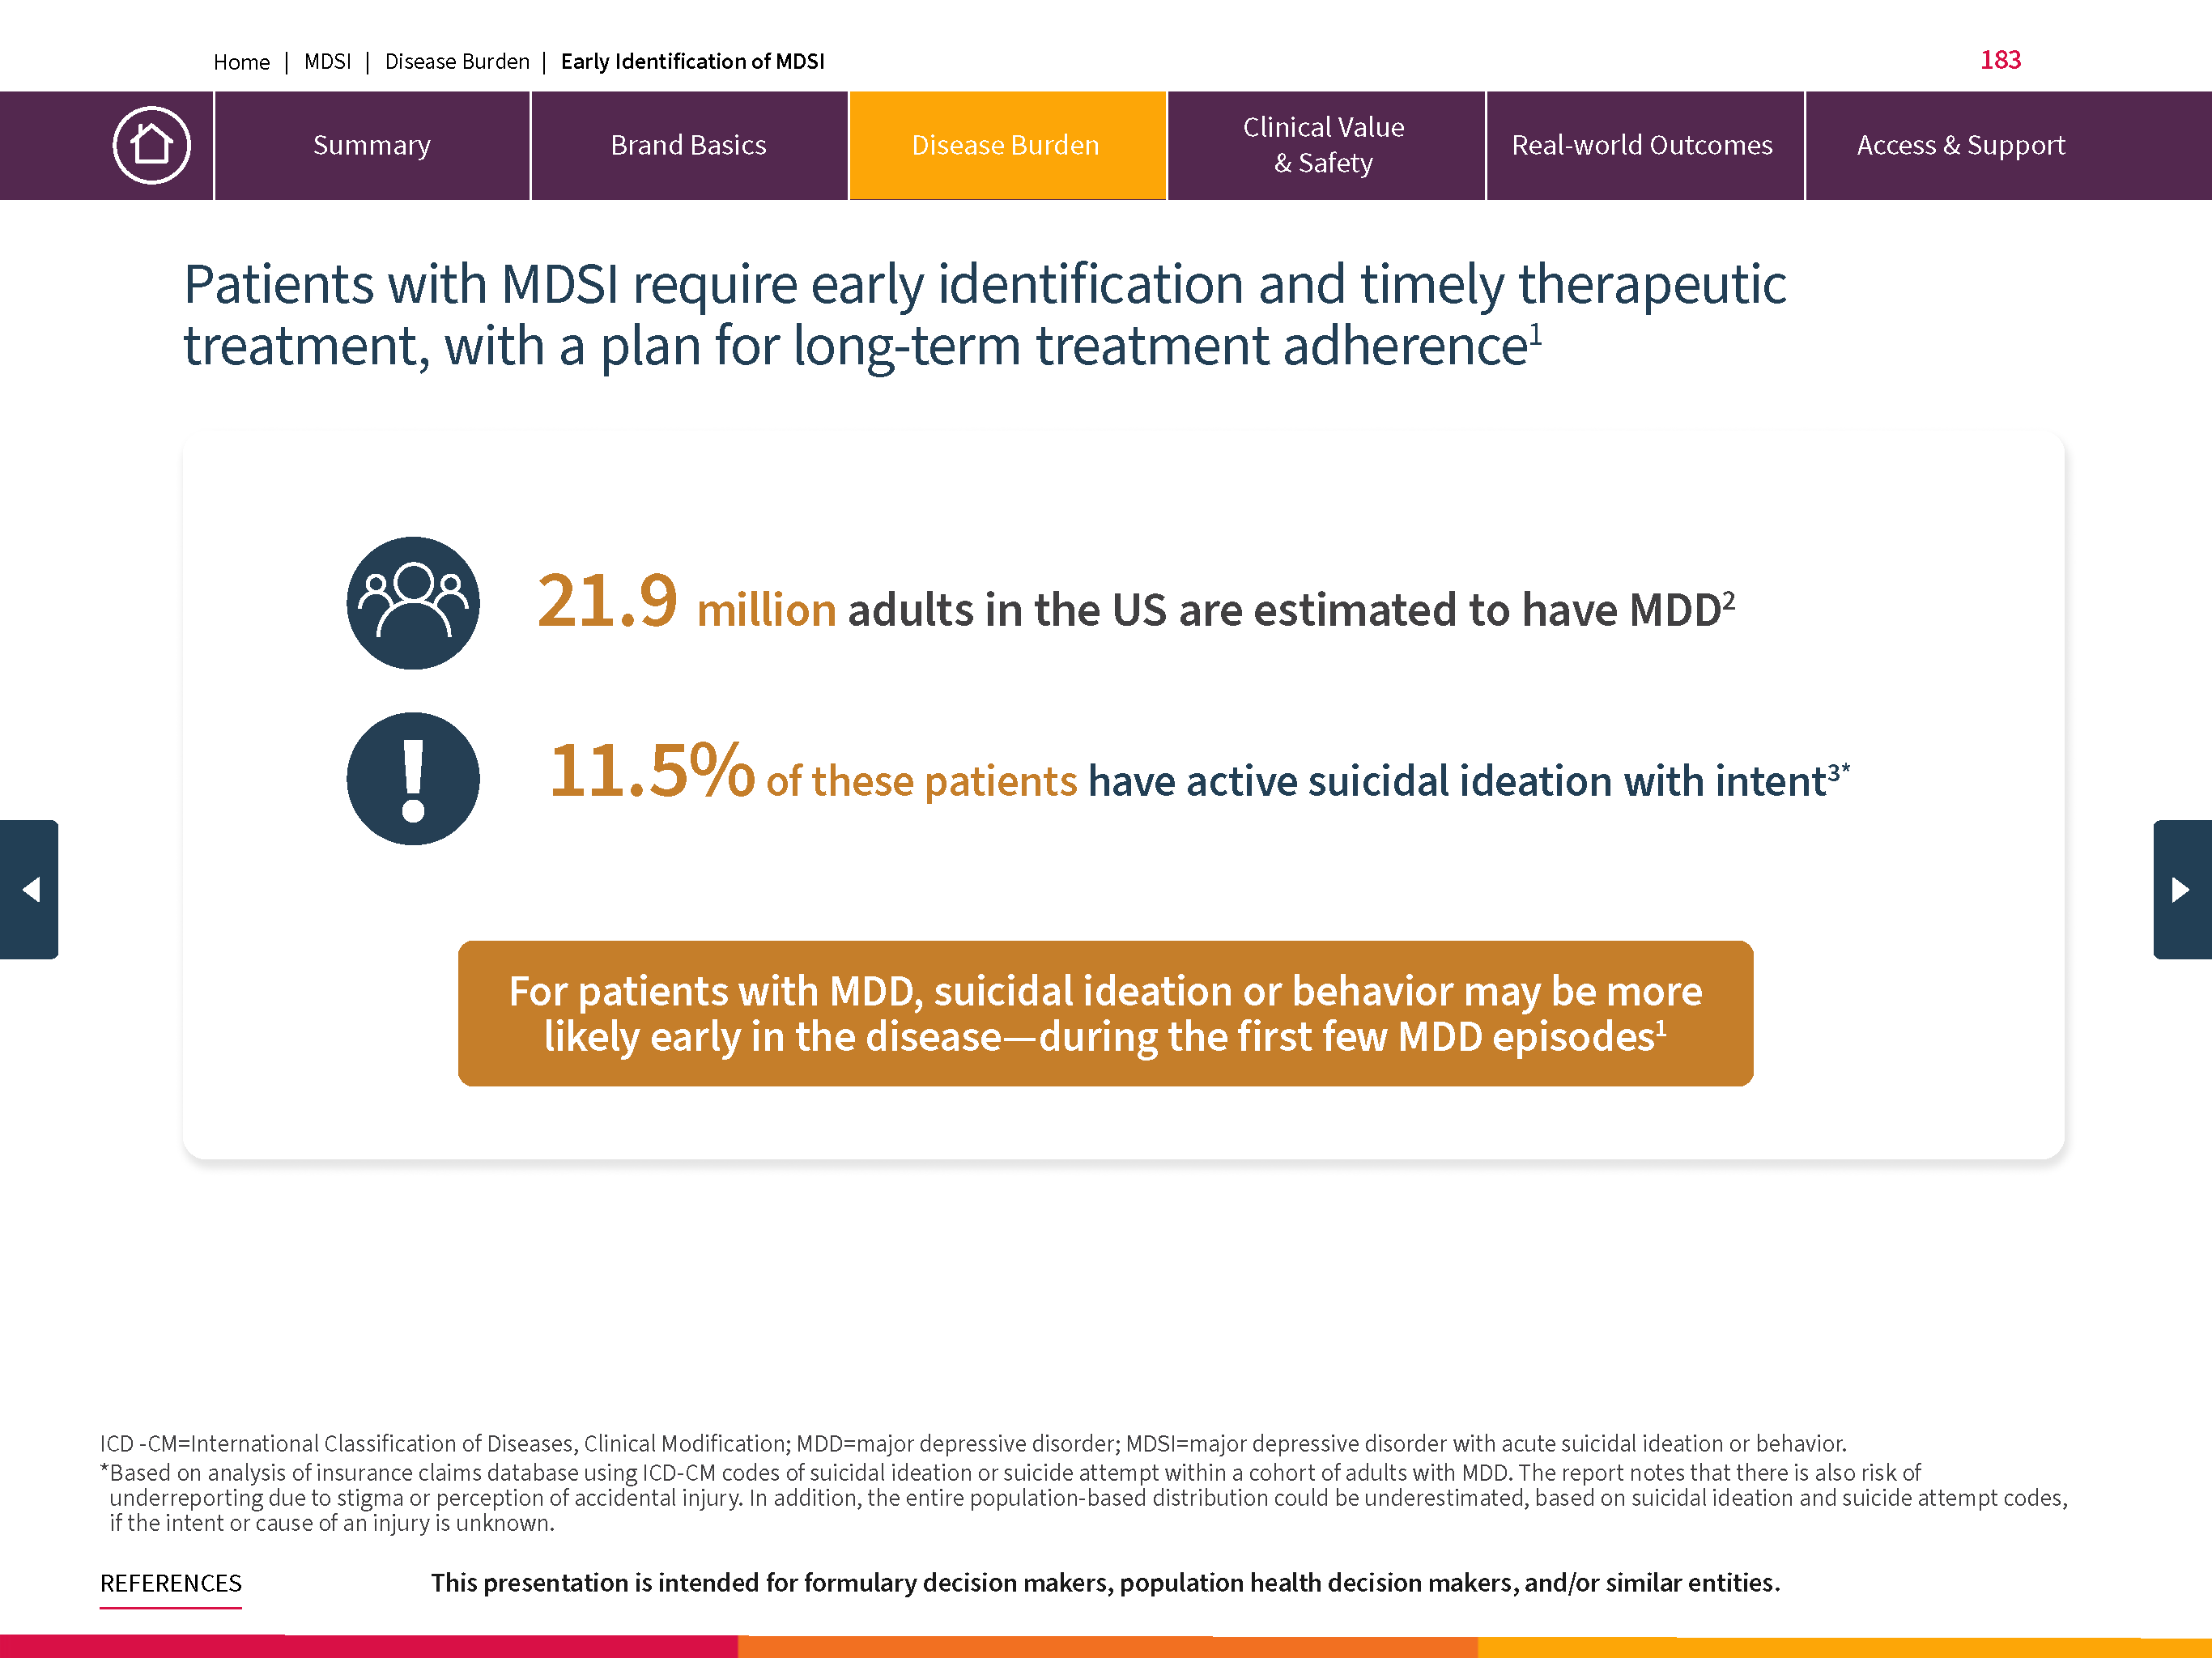 Home | MDSI | Disease Burden | Early Identification of MDSI
183
Summary
Brand Basics
Disease Burden
Clinical Value
& Safety
Real-world Outcomes
Access & Support
Patients with MDSI require early identification and timely therapeutic
treatment, with a plan for long-term treatment adherence1
21.9 million adults in the US are estimated to have MDD2
11.5% of these patients have active suicidal ideation with intent3*
For patients with MDD, suicidal ideation or behavior may be more
likely early in the disease—during the first few MDD episodes1
ICD -CM=International Classification of Diseases, Clinical Modification; MDD=major depressive disorder; MDSI=major depressive disorder with acute suicidal ideation or behavior.
*Based on analysis of insurance claims database using ICD-CM codes of suicidal ideation or suicide attempt within a cohort of adults with MDD. The report notes that there is also risk of
underreporting due to stigma or perception of accidental injury. In addition, the entire population-based distribution could be underestimated, based on suicidal ideation and suicide attempt codes,
if the intent or cause of an injury is unknown.
REFERENCES
This presentation is intended for formulary decision makers, population health decision makers, and/or similar entities.